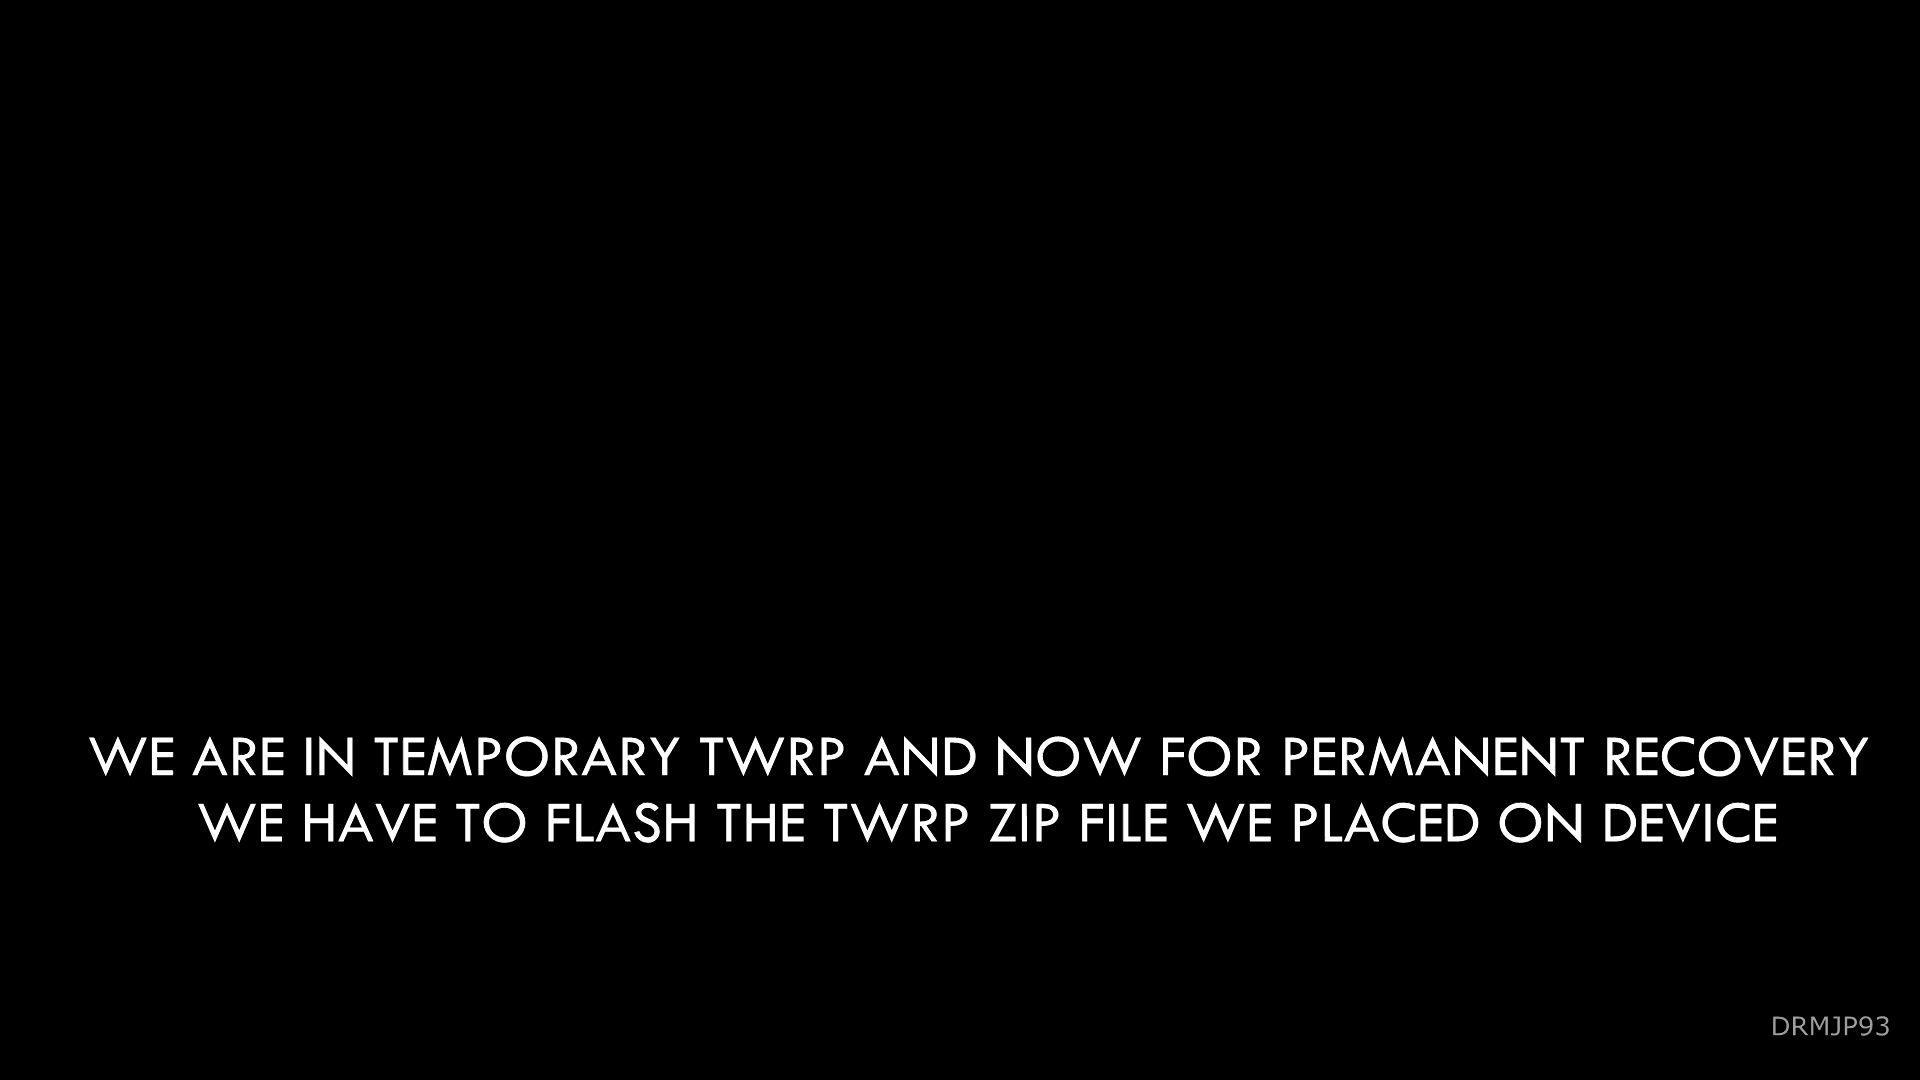 WE ARE IN TEMPORARY TWRP AND NOW FOR PERMANENT RECOVERY
WE HAVE TO FLASH THE TWRP ZIP FILE WE PLACED ON DEVICE
DRMJP93